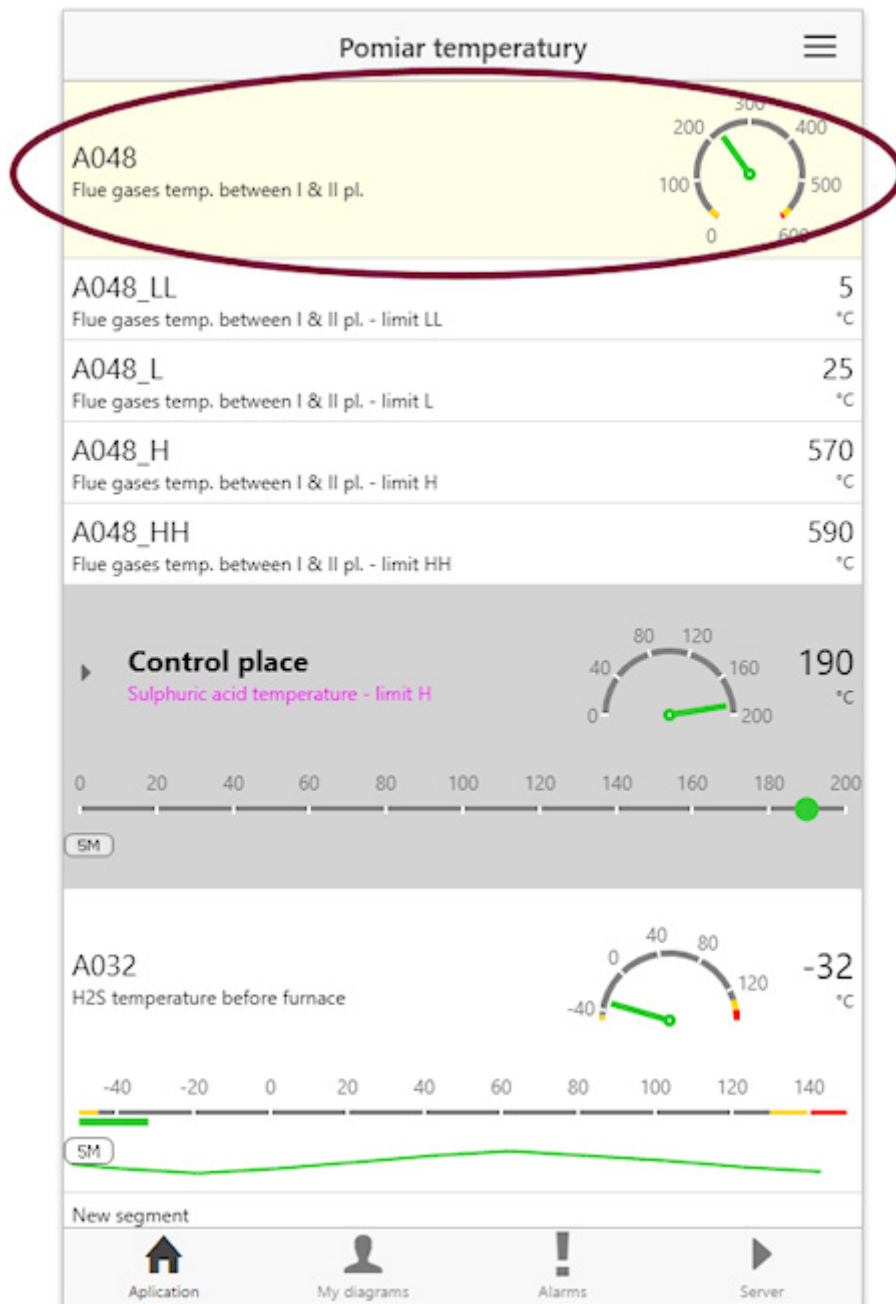 Pomiar temperatury
A048
Flue gases temp. between I & II pl.
0 100 200 300 400 500 600
A048_LL
Flue gases temp. between I & II pl. - limit LL
5
°C
A048_L
Flue gases temp. between I & II pl. - limit L
25
°C
A048_H
Flue gases temp. between I & II pl. - limit H
570
°C
A048_HH
Flue gases temp. between I & II pl. - limit HH
590
°C
Control place
Sulphuric acid temperature - limit H
0 40 80 120 160 200
190
°C
0 20 40 60 80 100 120 140 160 180 200
5M
A032
H2S temperature before furnace
-40 0 40 80 120
-32
°C
-40 -20 0 20 40 60 80 100 120 140
5M
New segment
Aplication My diagrams Alarms Server